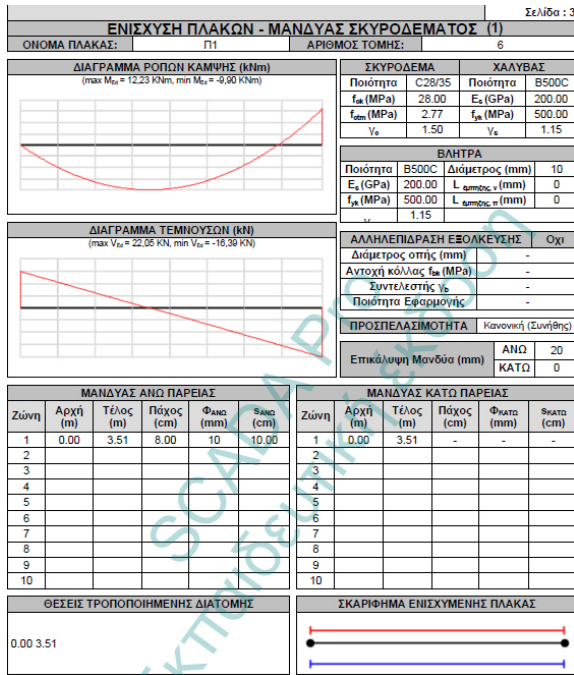 Σελίδα : 3
ΕΝΙΣΧΥΣΗ ΠΛΑΚΩΝ - ΜΑΝΔΥΑΣ ΣΚΥΡΟΔΕΜΑΤΟΣ (1)
ΟΝΟΜΑ ΠΛΑΚΑΣ: Π1 ΑΡΙΘΜΟΣ ΤΟΜΗΣ: 6
ΔΙΑΓΡΑΜΜΑ ΡΟΠΩΝ ΚΑΜΨΗΣ (kNm)
(max MEd = 12,23 KNm, min MEd = -9,90 KNm)
ΣΚΥΡΟΔΕΜΑ ΧΑΛΥΒΑΣ
Ποιότητα C28/35 Ποιότητα B500C
fck (MPa) 28.00 Es (GPa) 200.00
fctm (MPa) 2.77 fyk (MPa) 500.00
γc 1.50 γs 1.15
ΒΛΗΤΡΑ
Ποιότητα B500C Διάμετρος (mm) 10
Es (GPa) 200.00 L έμπηξης, ν (mm) 0
fyk (MPa) 500.00 L έμπηξης, π (mm) 0
1.15
ΔΙΑΓΡΑΜΜΑ ΤΕΜΝΟΥΣΩΝ (kN)
(max VEd = 22,05 KN, min VEd = -16,39 KN)
ΑΛΛΗΛΕΠΙΔΡΑΣΗ ΕΞΟΛΚΕΥΣΗΣ Οχι
Διάμετρος οπής (mm) -
Αντοχή κόλλας fbk (MPa) -
Συντελεστής γb -
Ποιότητα Εφαρμογής -
ΠΡΟΣΠΕΛΑΣΙΜΟΤΗΤΑ Κανονική (Συνήθης)
Επικάλυψη Μανδύα (mm) ΑΝΩ 20
ΚΑΤΩ 0
ΜΑΝΔΥΑΣ ΑΝΩ ΠΑΡΕΙΑΣ
Ζώνη Αρχή (m) Τέλος (m) Πάχος (cm) ΦΑΝΩ (mm) sΑΝΩ (cm)
1 0.00 3.51 8.00 10 10.00
2
3
4
5
6
7
8
9
10
ΜΑΝΔΥΑΣ ΚΑΤΩ ΠΑΡΕΙΑΣ
Ζώνη Αρχή (m) Τέλος (m) Πάχος (cm) ΦΚΑΤΩ (mm) sΚΑΤΩ (cm)
1 0.00 3.51 - - -
2
3
4
5
6
7
8
9
10
ΘΕΣΕΙΣ ΤΡΟΠΟΠΟΙΗΜΕΝΗΣ ΔΙΑΤΟΜΗΣ
0.00 3.51
ΣΚΑΡΙΦΗΜΑ ΕΝΙΣΧΥΜΕΝΗΣ ΠΛΑΚΑΣ
SCADA Pro
Εκπαιδευτική έκδοση